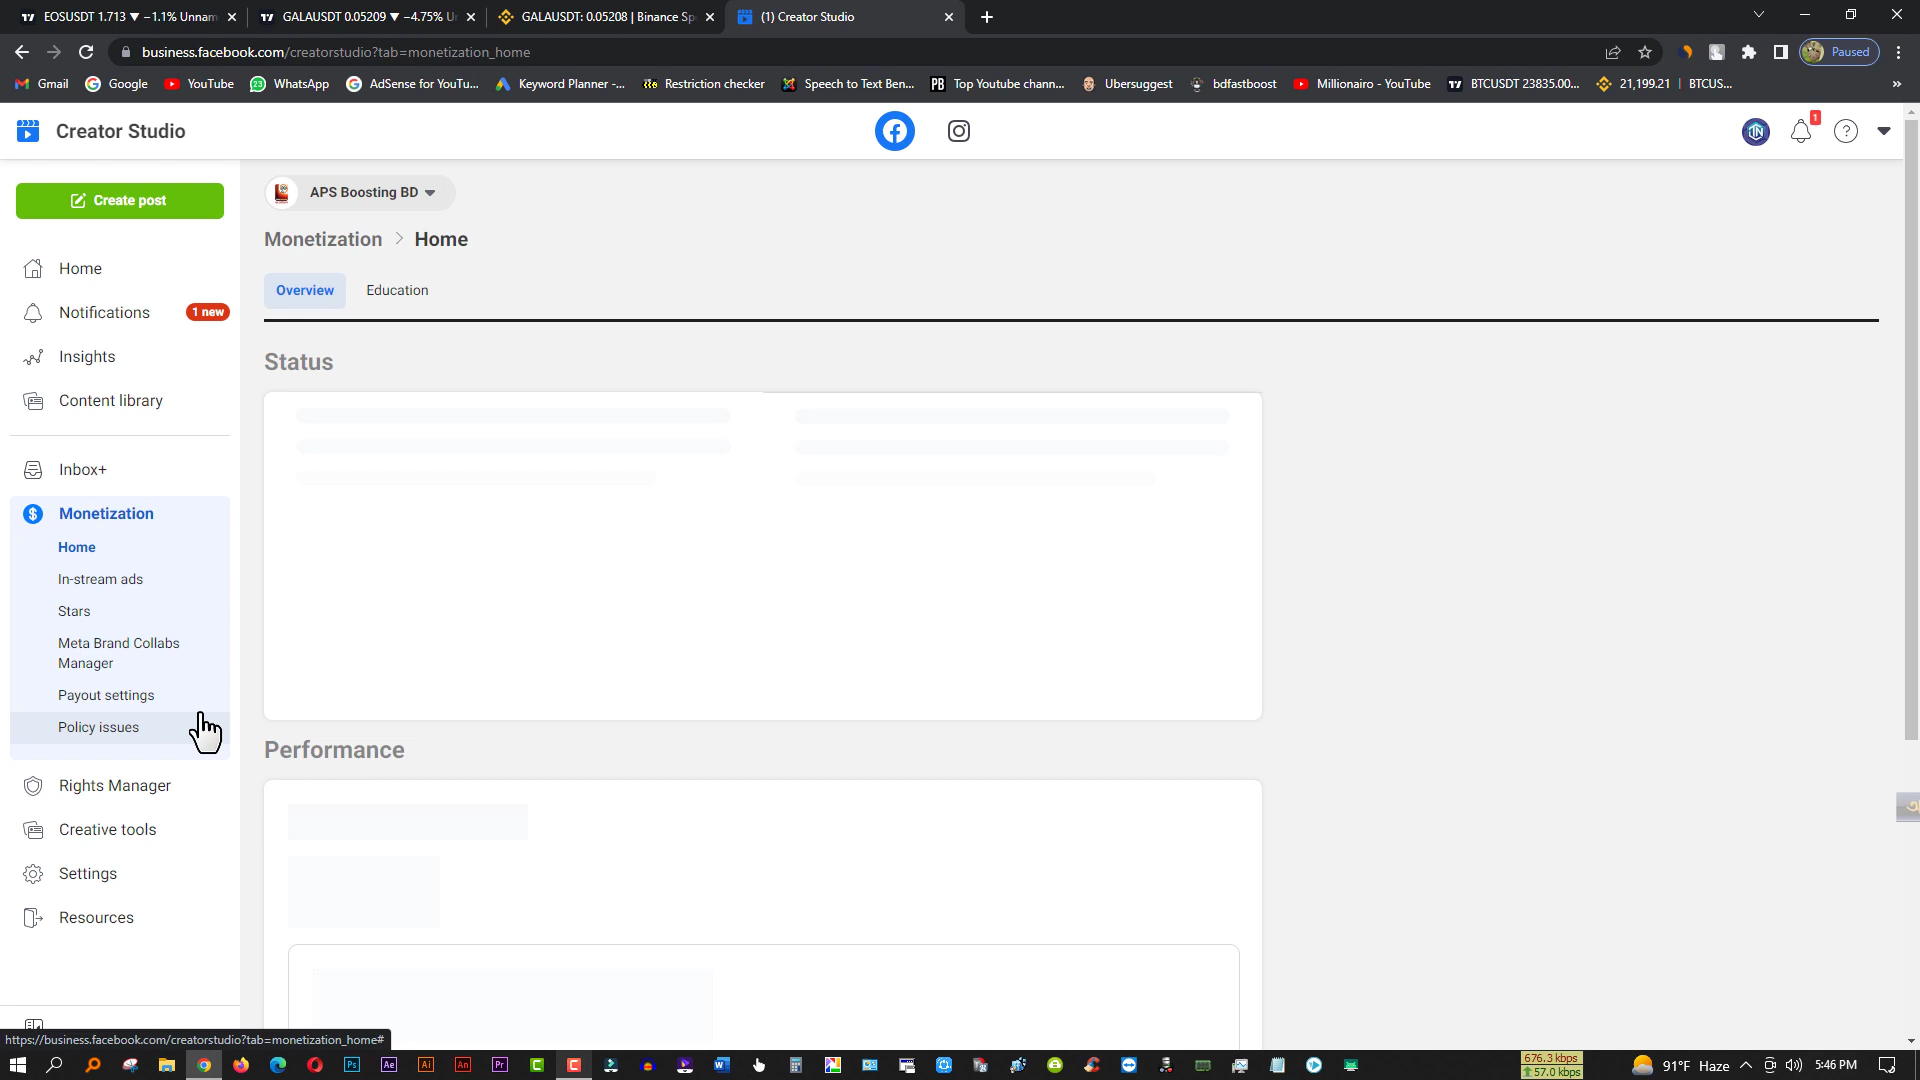 EOSUSDT 1.713 ▼ −1.1% Unnam
GALAUSDT 0.05209 ▼ −4.75% U
GALAUSDT: 0.05208 | Binance Sp
(1) Creator Studio
business.facebook.com/creatorstudio?tab=monetization_home
Paused
Gmail
Google
YouTube
WhatsApp
AdSense for YouTu...
Keyword Planner -...
Restriction checker
Speech to Text Ben...
Top Youtube chann...
Ubersuggest
bdfastboost
Millionairo - YouTube
BTCUSDT 23835.00...
21,199.21 | BTCUS...
Creator Studio
1
Create post
APS Boosting BD
Monetization > Home
Home
Overview
Education
Notifications
1 new
Insights
Status
Content library
Inbox+
Monetization
Home
In-stream ads
Stars
Meta Brand Collabs
Manager
Payout settings
Policy issues
Performance
Rights Manager
Creative tools
Settings
Resources
https://business.facebook.com/creatorstudio?tab=monetization_home#
676.3 kbps
57.0 kbps
91°F Haze
5:46 PM